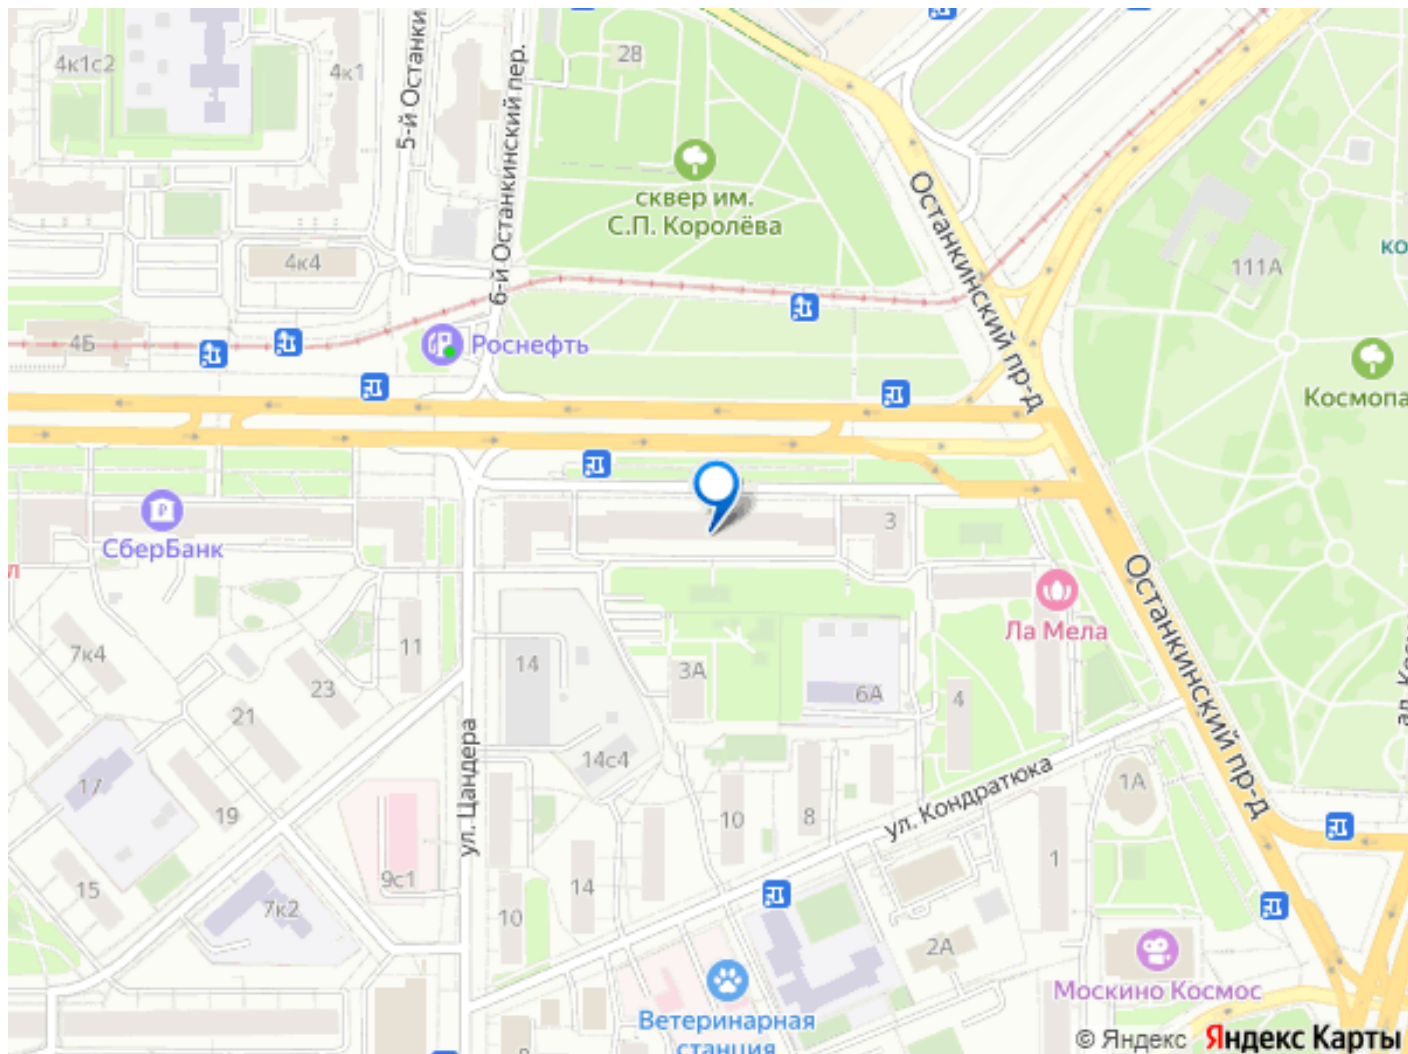 28
4к1с2
4к1
5-й Останки
6-й Останкинский пер.
сквер им.
С.П. Королёва
Останкинский пр-д
4к4
111А
ко
4Б
Роснефть
Космопа
СберБанк
3
л
Останкинский пр-д
Ла Мела
7к4
11
14
3А
6А
4
23
21
ул. Цандера
14с4
17
19
10
8
ул. Кондратюка
1А
1
9с1
15
14
7к2
10
2А
Москино Космос
Ветеринарная
станция
© Яндекс Яндекс Карты